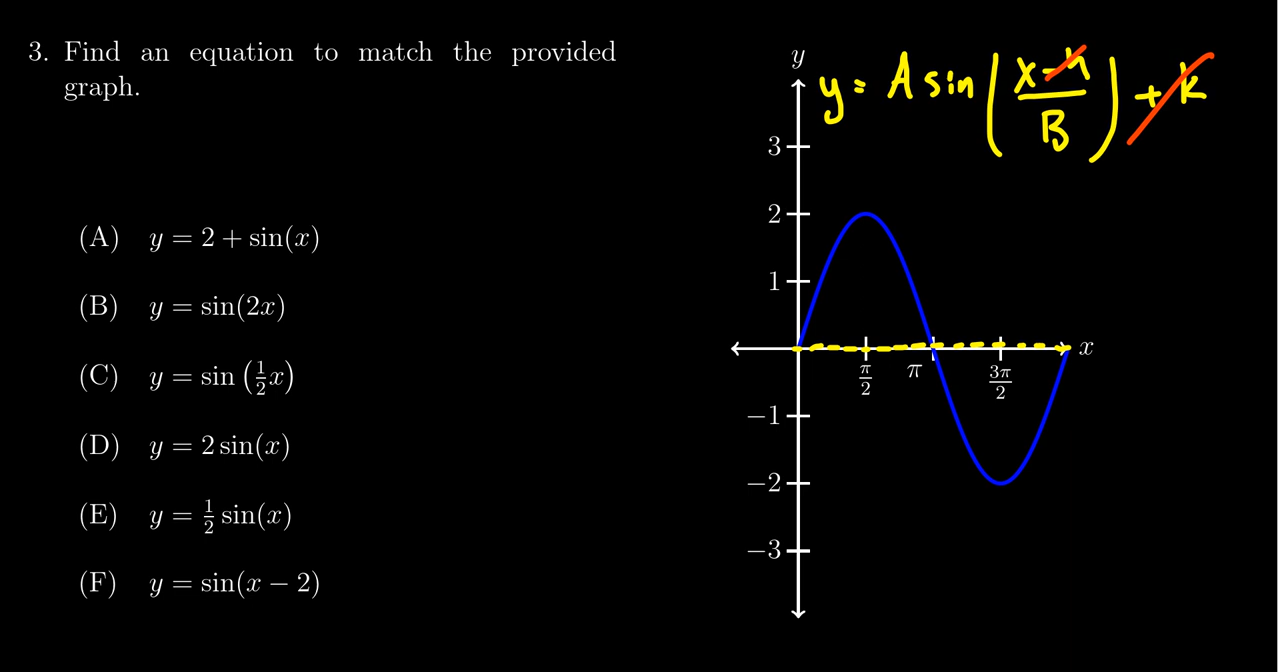 3. Find an equation to match the provided
graph.
y = A sin((x-h)/B) + k
(A) y = 2 + sin(x)
(B) y = sin(2x)
(C) y = sin(1/2 x)
(D) y = 2 sin(x)
(E) y = 1/2 sin(x)
(F) y = sin(x − 2)
y
3
2
1
x
π/2
π
3π/2
−1
−2
−3